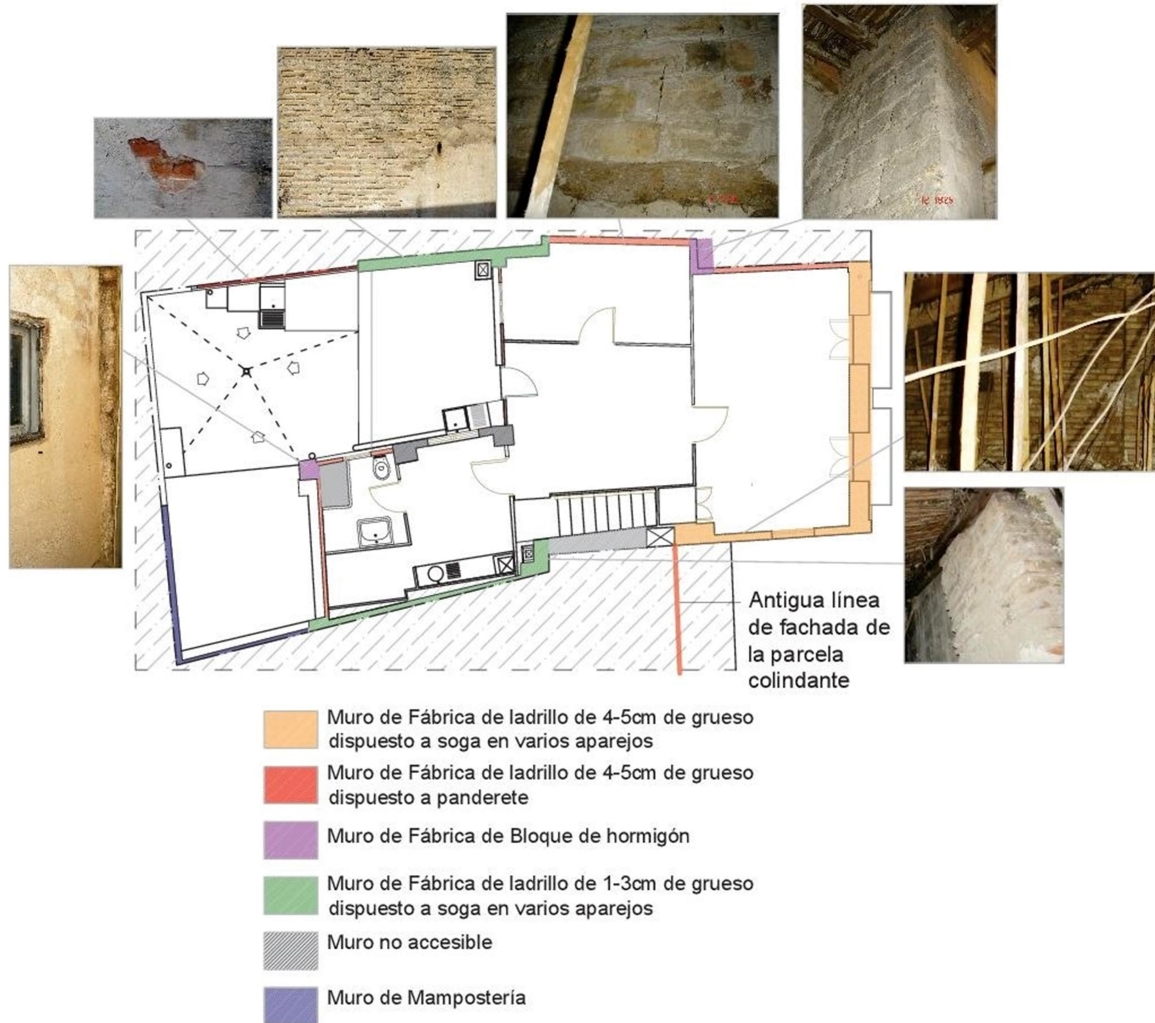 Antigua línea
de fachada de
la parcela
colindante
Muro de Fábrica de ladrillo de 4-5cm de grueso
dispuesto a soga en varios aparejos
Muro de Fábrica de ladrillo de 4-5cm de grueso
dispuesto a panderete
Muro de Fábrica de Bloque de hormigón
Muro de Fábrica de ladrillo de 1-3cm de grueso
dispuesto a soga en varios aparejos
Muro no accesible
Muro de Mampostería